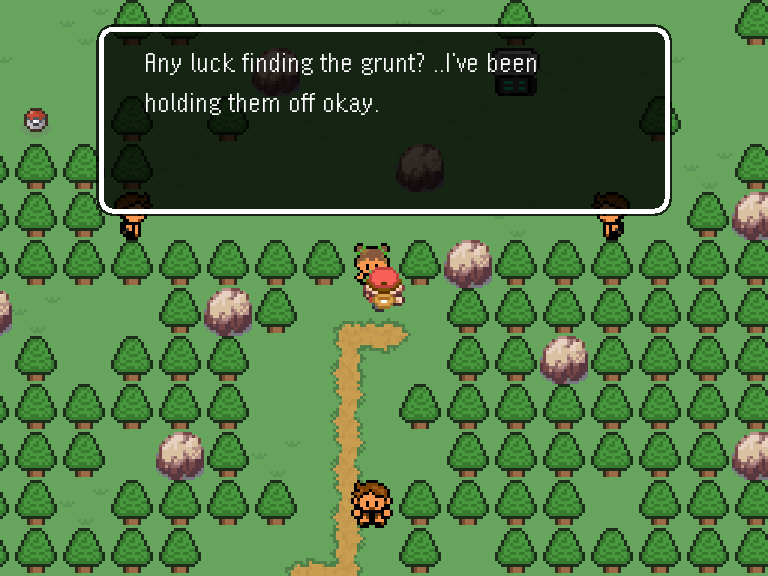 Any luck finding the grunt? ..I've been
holding them off okay.